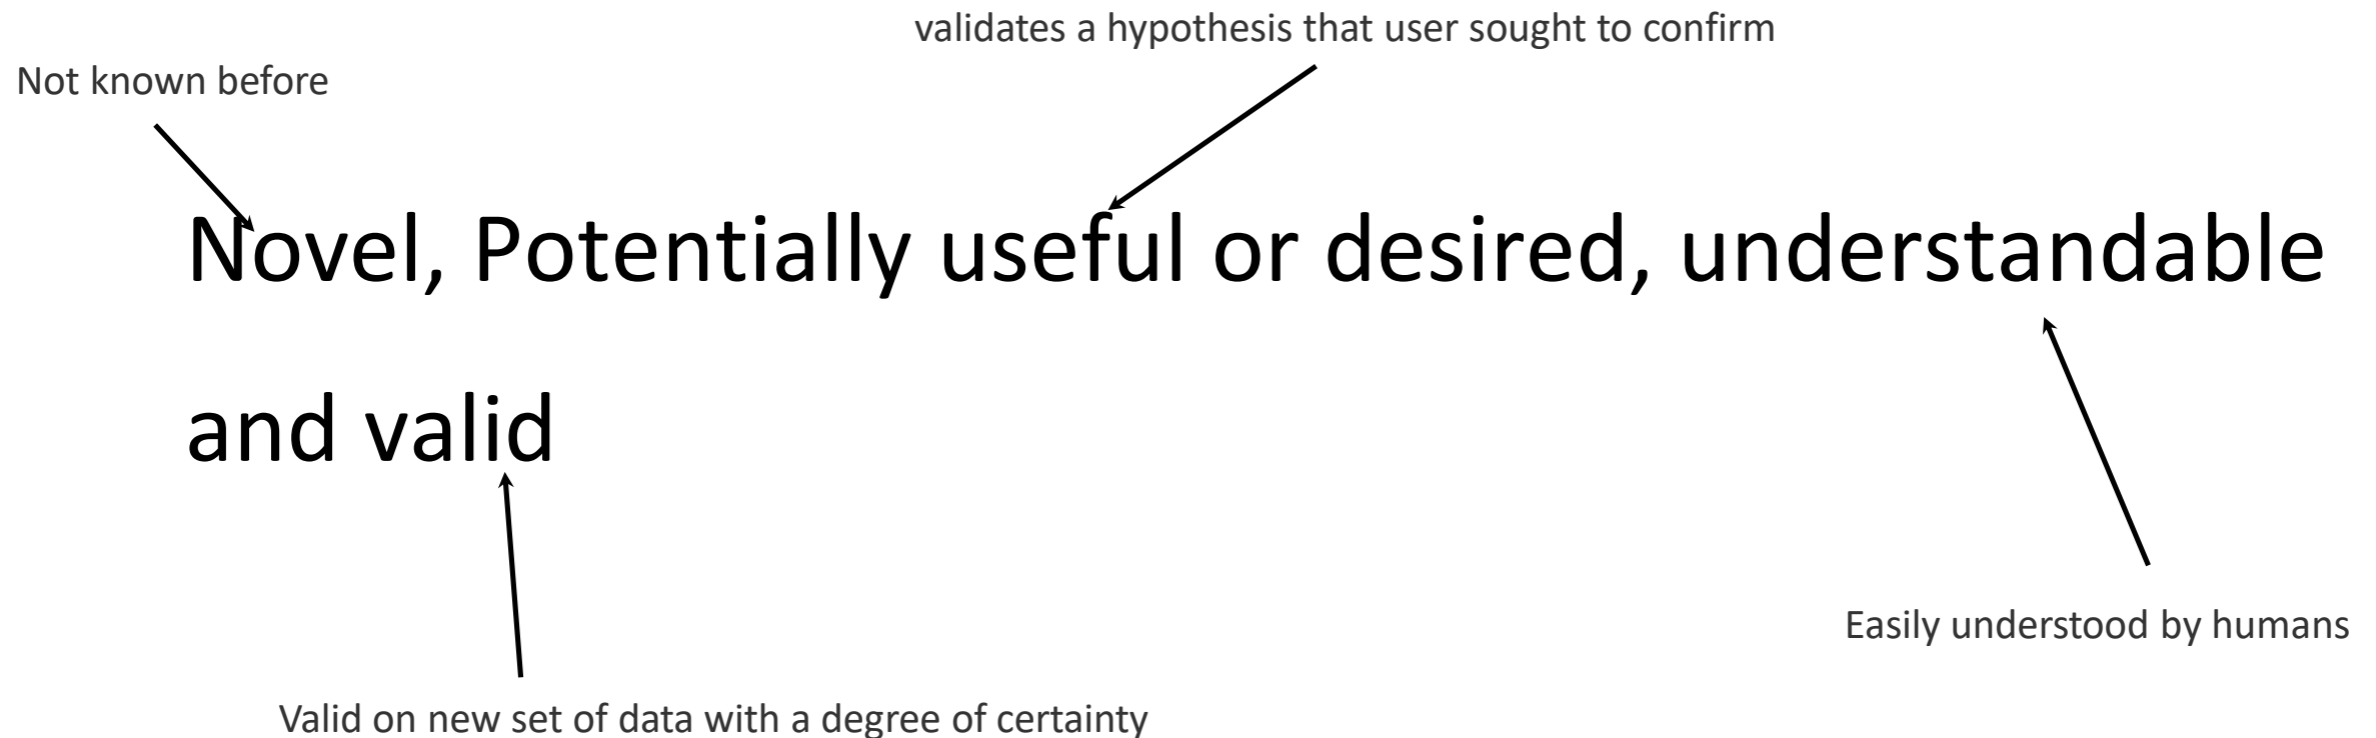 validates a hypothesis that user sought to confirm
Not known before
Novel, Potentially useful or desired, understandable
and valid
Easily understood by humans
Valid on new set of data with a degree of certainty